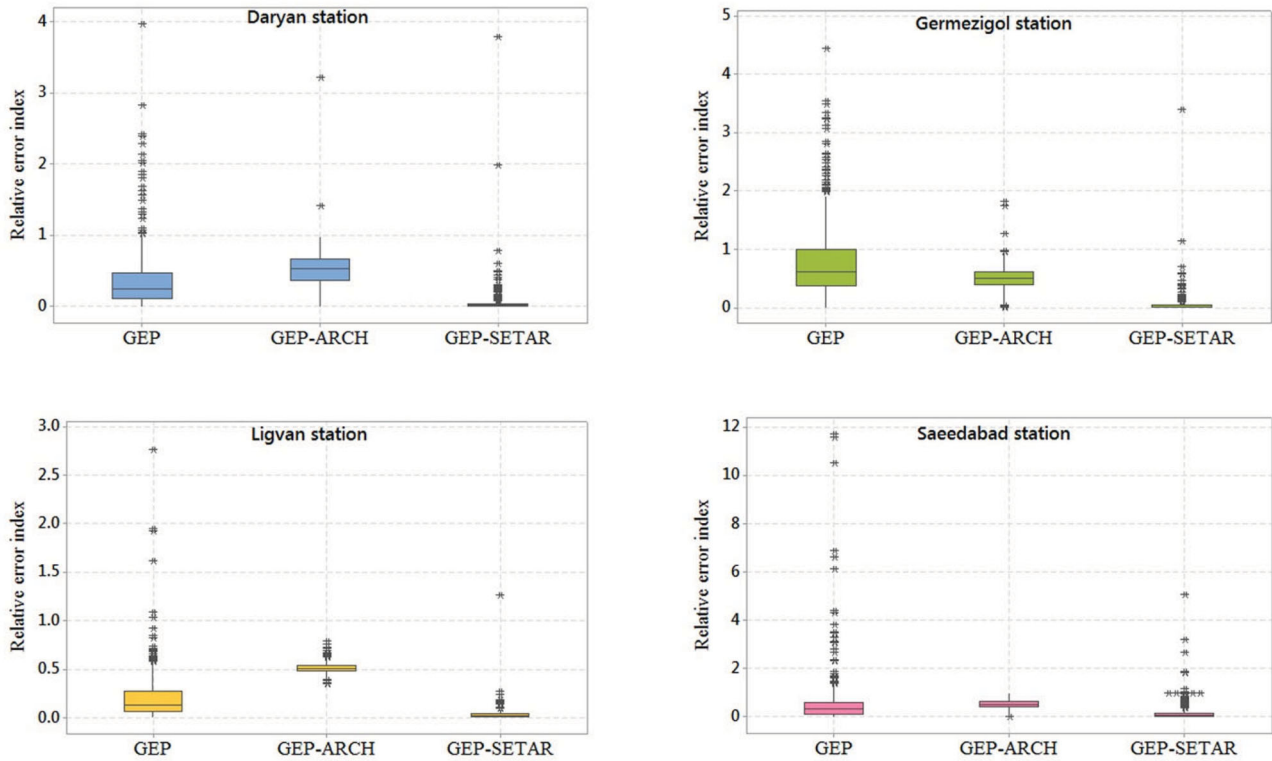 Daryan station
Relative error index
4
3
2
1
0
GEP GEP-ARCH GEP-SETAR
Germezigol station
Relative error index
5
4
3
2
1
0
GEP GEP-ARCH GEP-SETAR
Ligvan station
Relative error index
3.0
2.5
2.0
1.5
1.0
0.5
0.0
GEP GEP-ARCH GEP-SETAR
Saeedabad station
Relative error index
12
10
8
6
4
2
0
GEP GEP-ARCH GEP-SETAR